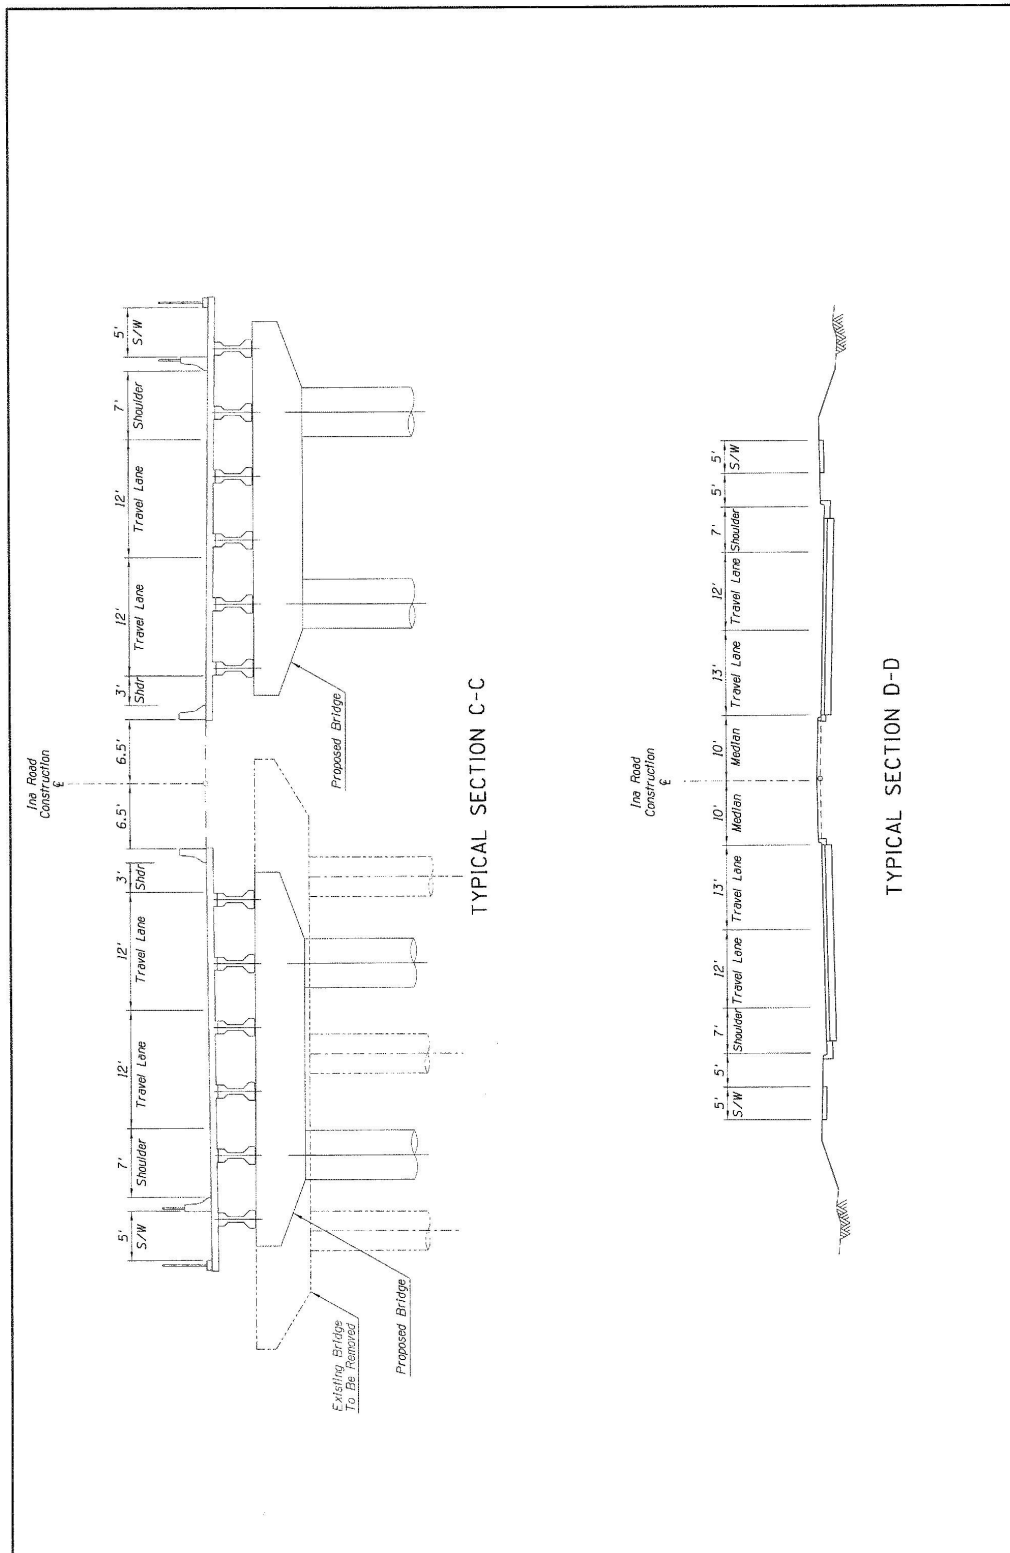 Ina Road
Construction
℄
5'
S/W
7'
Shoulder
12'
Travel Lane
12'
Travel Lane
3'
Shdr
6.5'
6.5'
3'
Shdr
12'
Travel Lane
12'
Travel Lane
7'
Shoulder
5'
S/W
Existing Bridge
To Be Removed
Proposed Bridge
Proposed Bridge
TYPICAL SECTION C-C
Ina Road
Construction
℄
5'
S/W
5'
7'
Shoulder
12'
Travel Lane
13'
Travel Lane
10'
Median
10'
Median
13'
Travel Lane
12'
Travel Lane
7'
Shoulder
5'
5'
S/W
TYPICAL SECTION D-D